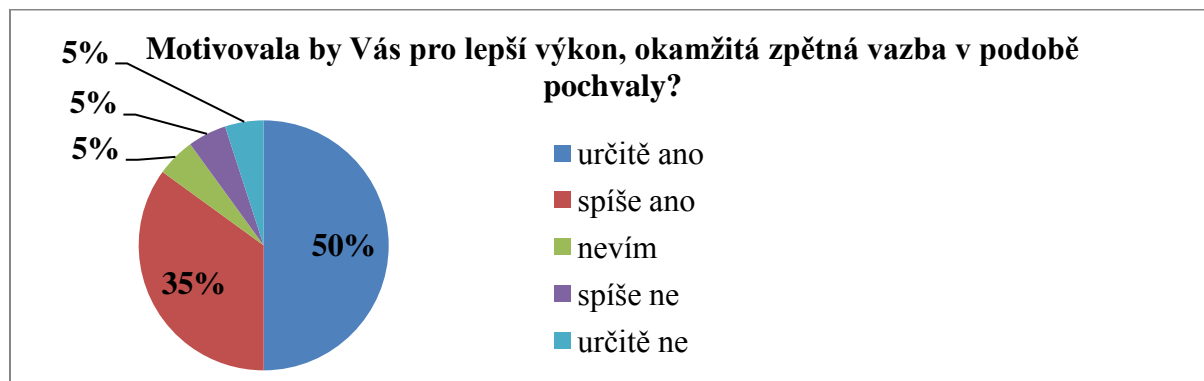 Motivovala by Vás pro lepší výkon, okamžitá zpětná vazba v podobě
pochvaly?
5%
5%
5%
50%
35%
určitě ano
spíše ano
nevím
spíše ne
určitě ne